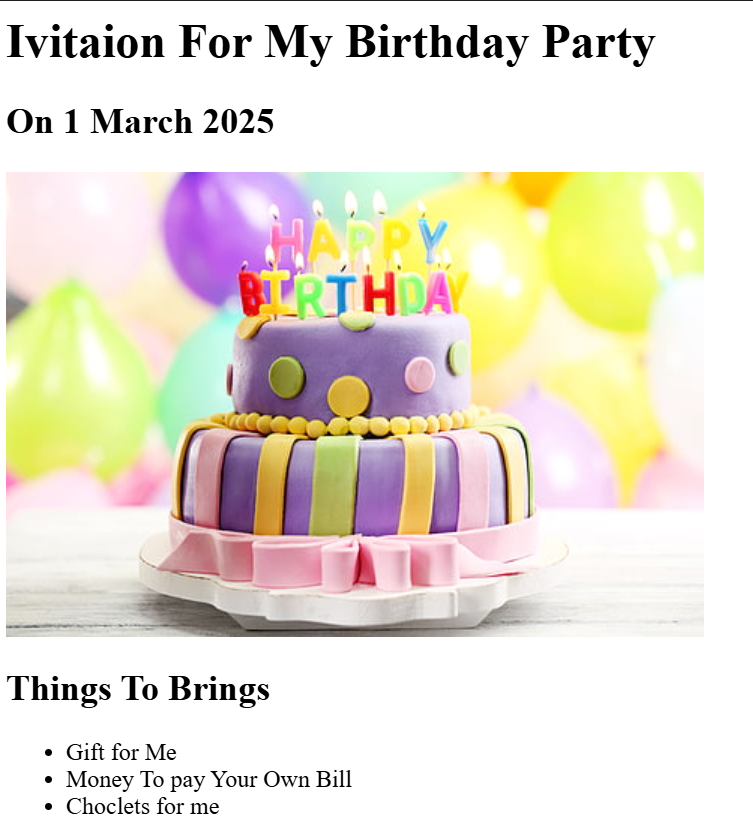 Ivitaion For My Birthday Party
On 1 March 2025
HAPPY
BIRTHDAY
Things To Brings
Gift for Me
Money To pay Your Own Bill
Choclets for me